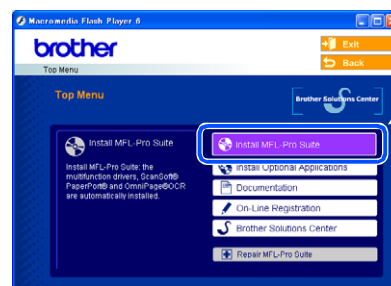 Macromedia Flash Player 6
brother
Exit
Back
Top Menu
Top Menu
Brother Solutions Center
Install MFL-Pro Suite
Install MFL-Pro Suite: the
multifunction drivers, ScanSoft®
PaperPort® and OmniPage®OCR
are automatically installed.
Install MFL-Pro Suite
Install Optional Applications
Documentation
On-Line Registration
Brother Solutions Center
Repair MFL-Pro Suite